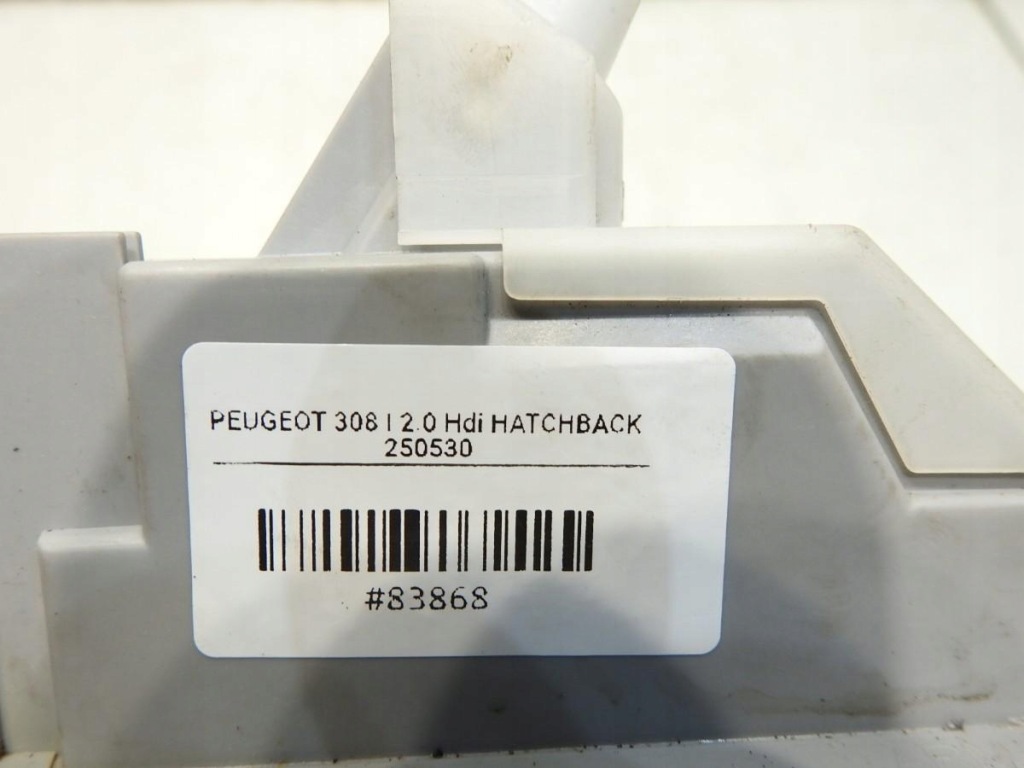 PEUGEOT 308 I 2.0 Hdi HATCHBACK
250530
#83868